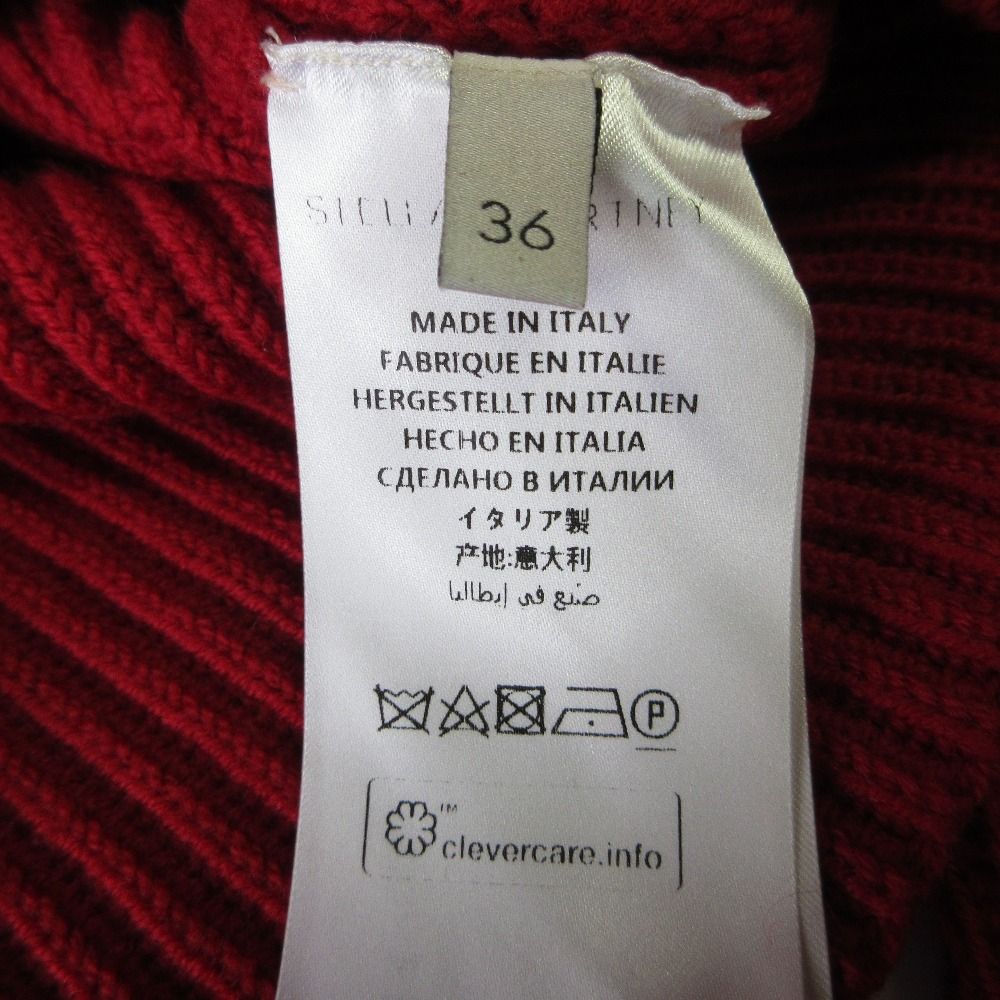 36
MADE IN ITALY
FABRIQUE EN ITALIE
HERGESTELLT IN ITALIEN
HECHO EN ITALIA
СДЕЛАНО В ИТАЛИИ
イタリア製
产地:意大利
صنع في إيطاليا
P
™
clevercare.info